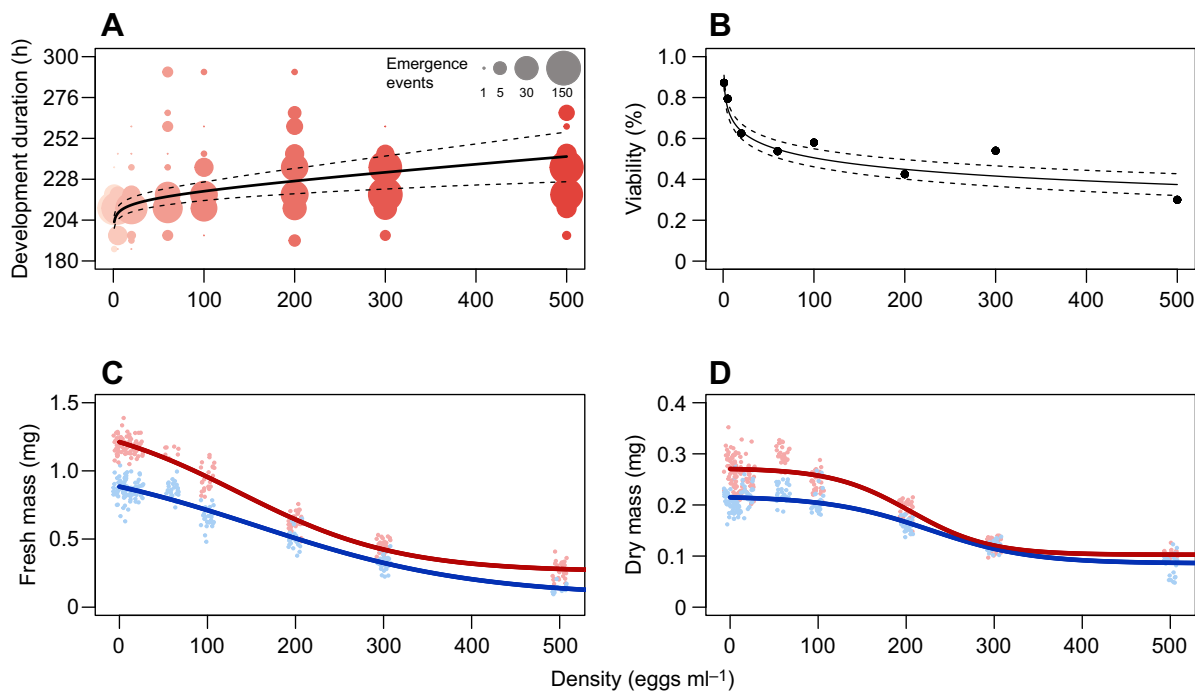 A
Development duration (h)
300
276
252
228
204
180
0 100 200 300 400 500
Emergence
events
1 5 30 150
B
Viability (%)
1.0
0.8
0.6
0.4
0.2
0
0 100 200 300 400 500
C
Fresh mass (mg)
1.5
1.0
0.5
0
0 100 200 300 400 500
D
Dry mass (mg)
0.4
0.3
0.2
0.1
0
0 100 200 300 400 500
Density (eggs ml⁻¹)